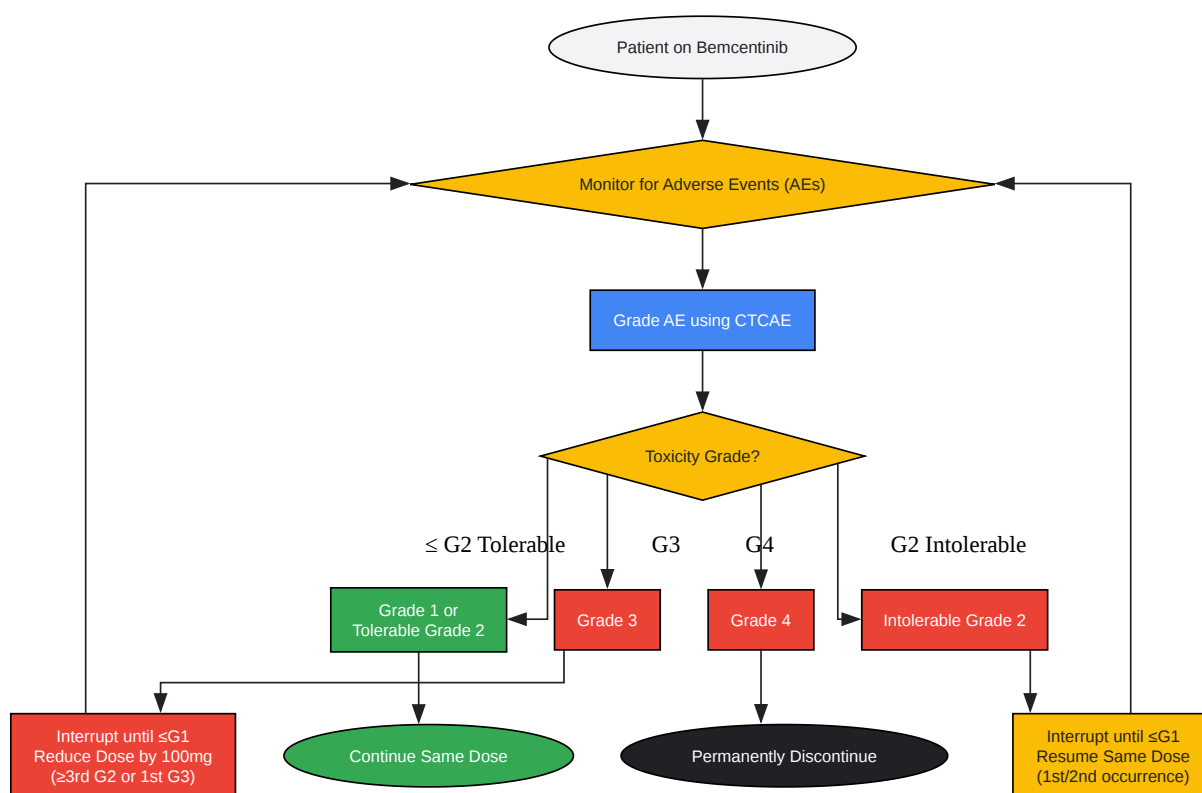 Patient on Bemcentinib
Monitor for Adverse Events (AEs)
Grade AE using CTCAE
Toxicity Grade?
≤ G2 Tolerable
G3
G4
G2 Intolerable
Grade 1 or
Tolerable Grade 2
Grade 3
Grade 4
Intolerable Grade 2
Interrupt until ≤G1
Reduce Dose by 100mg
(≥3rd G2 or 1st G3)
Continue Same Dose
Permanently Discontinue
Interrupt until ≤G1
Resume Same Dose
(1st/2nd occurrence)